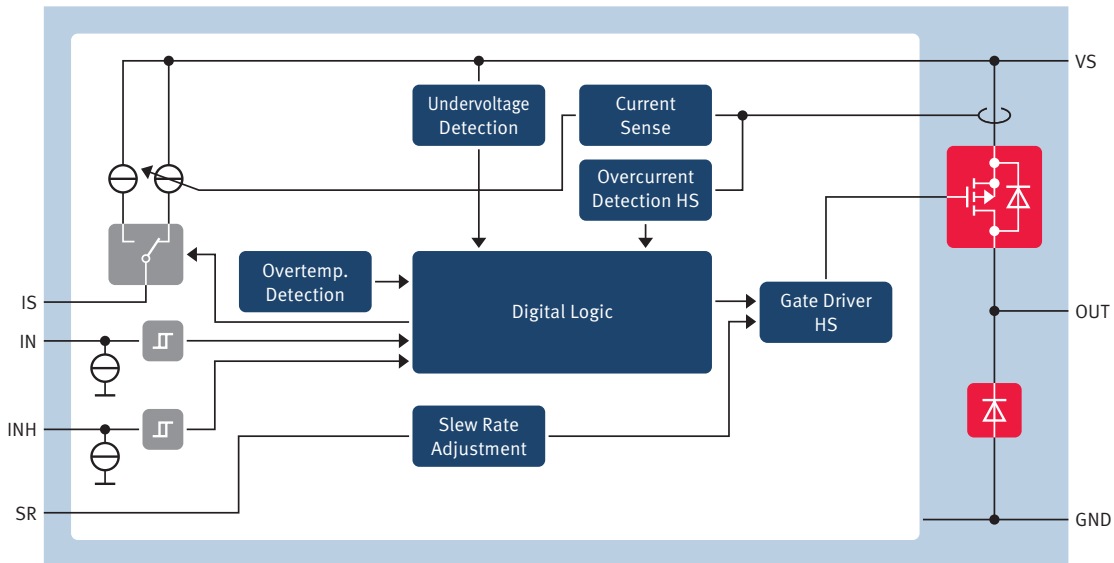 VS
Undervoltage
Detection
Current
Sense
Overcurrent
Detection HS
Overtemp.
Detection
Digital Logic
Gate Driver
HS
IS
IN
OUT
INH
Slew Rate
Adjustment
SR
GND